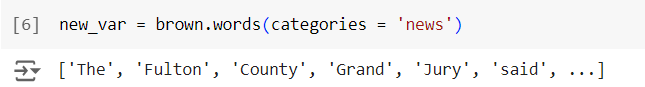 [6] new_var = brown.words(categories = 'news')
['The', 'Fulton', 'County', 'Grand', 'Jury', 'said', ...]